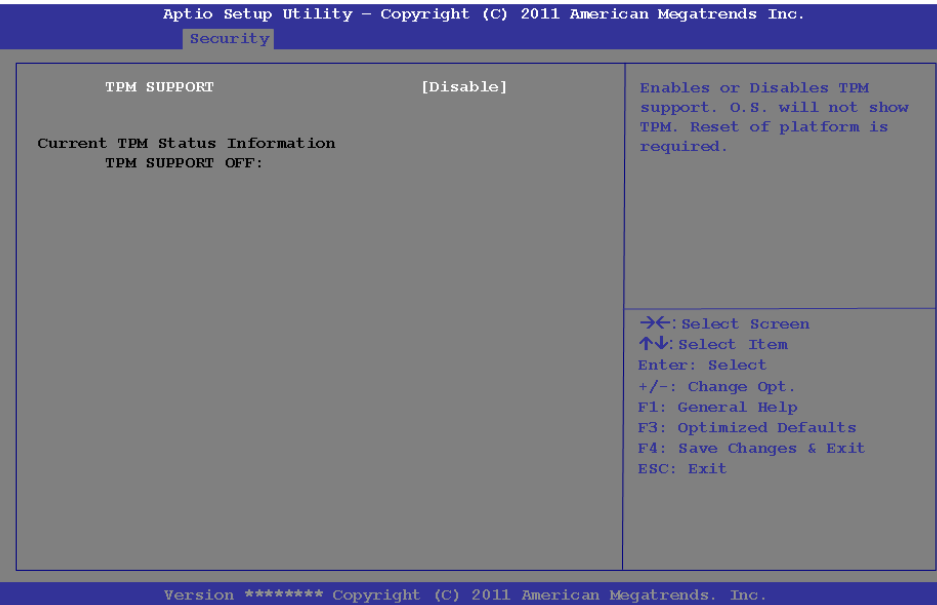 Aptio Setup Utility – Copyright (C) 2011 American Megatrends Inc.
Security
TPM SUPPORT [Disable]
Current TPM Status Information
TPM SUPPORT OFF:
Enables or Disables TPM
support. O.S. will not show
TPM. Reset of platform is
required.
→←:Select Screen
↑↓:Select Item
Enter: Select
+/-: Change Opt.
F1: General Help
F3: Optimized Defaults
F4: Save Changes & Exit
ESC: Exit
Version ******** Copyright (C) 2011 American Megatrends. Inc.